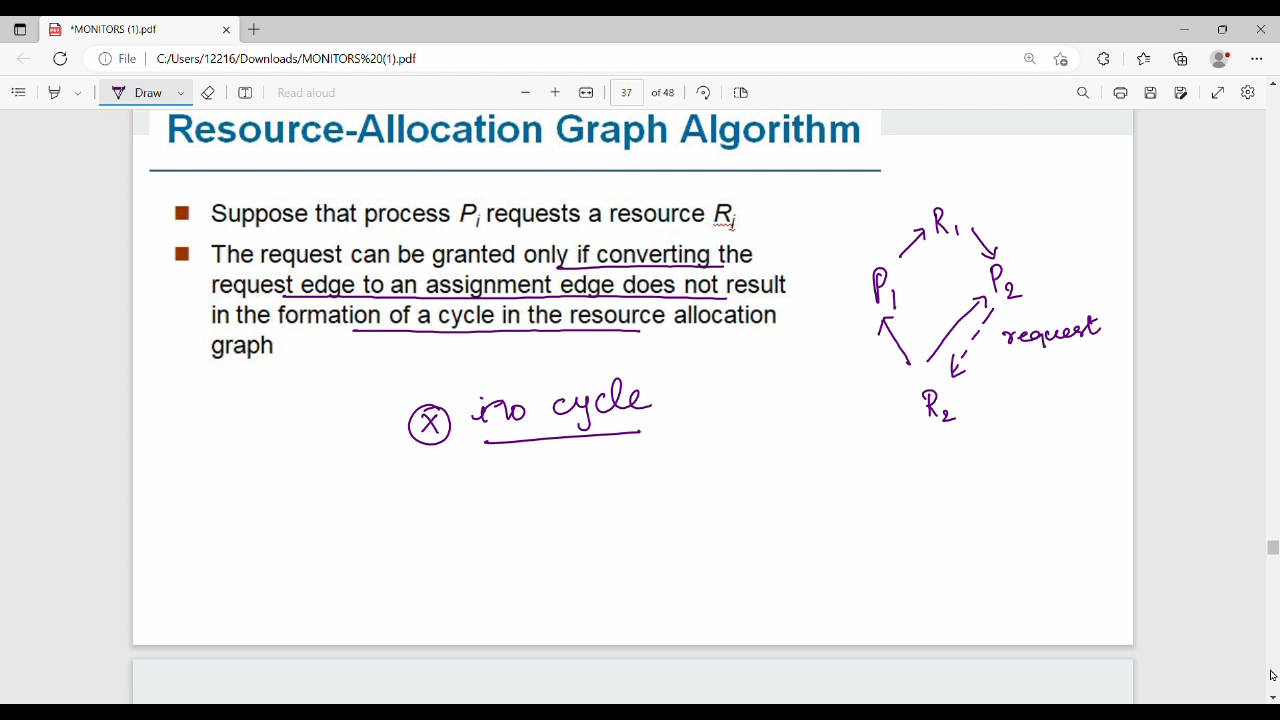 *MONITORS (1).pdf
File
C:/Users/12216/Downloads/MONITORS%20(1).pdf
Draw
Read aloud
37
of 48
Resource-Allocation Graph Algorithm
Suppose that process Pi requests a resource Rj
The request can be granted only if converting the
request edge to an assignment edge does not result
in the formation of a cycle in the resource allocation
graph
R1
P1
P2
request
R2
X
no cycle